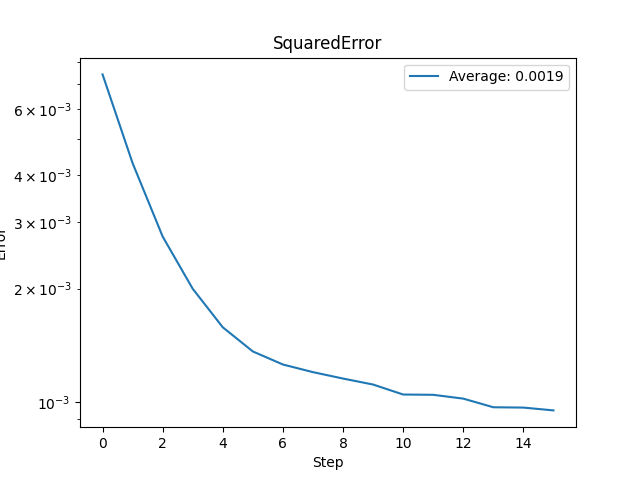 SquaredError
Average: 0.0019
6 × 10⁻³
4 × 10⁻³
3 × 10⁻³
2 × 10⁻³
10⁻³
Error
0 2 4 6 8 10 12 14
Step